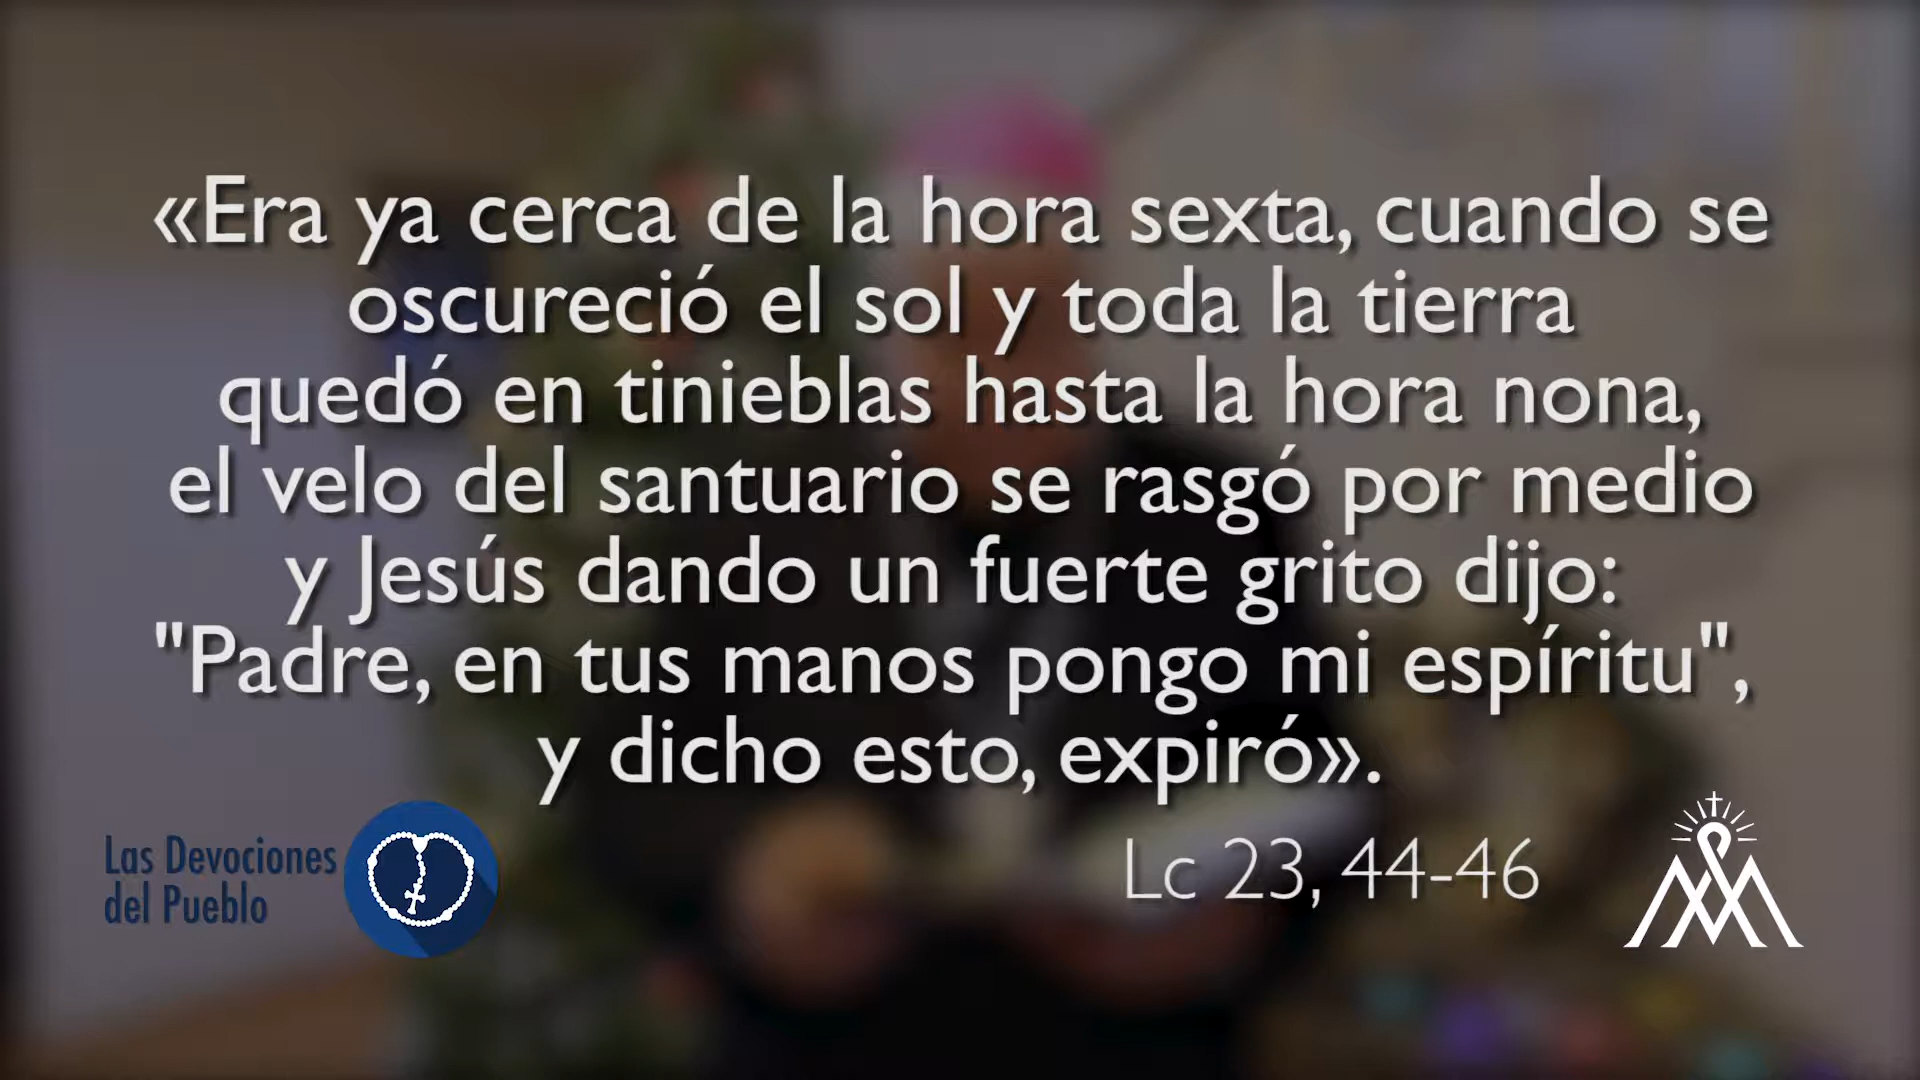 «Era ya cerca de la hora sexta, cuando se
oscureció el sol y toda la tierra
quedó en tinieblas hasta la hora nona,
el velo del santuario se rasgó por medio
y Jesús dando un fuerte grito dijo:
"Padre, en tus manos pongo mi espíritu",
y dicho esto, expiró».
Lc 23, 44-46
Las Devociones
del Pueblo